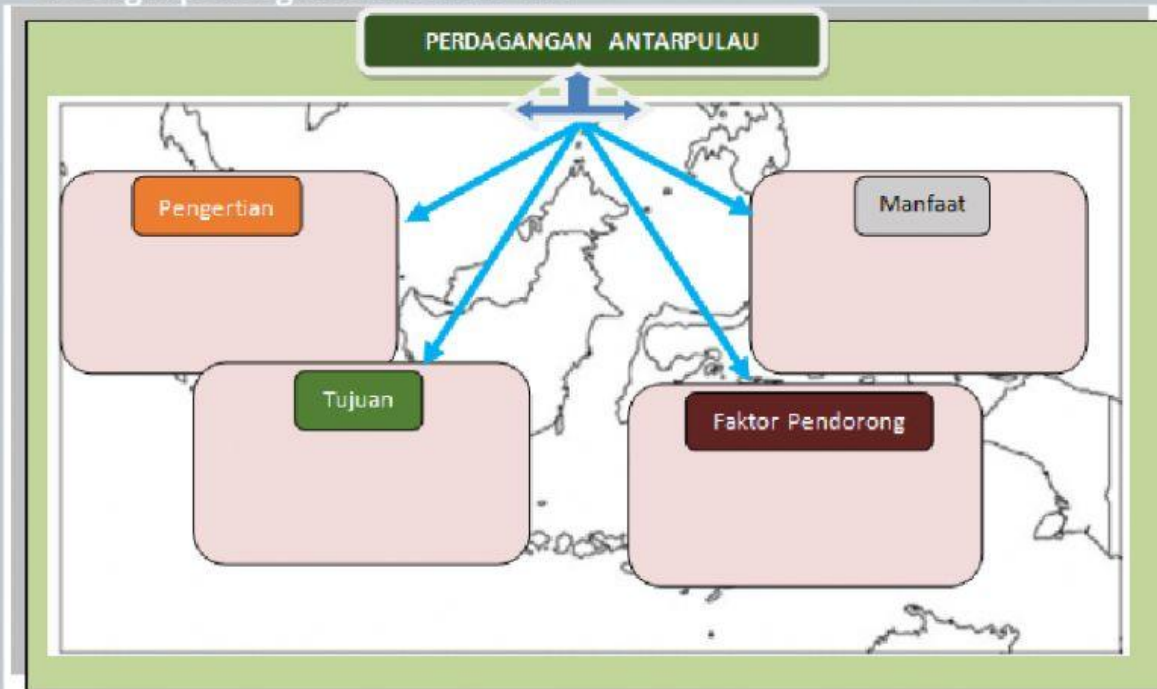 PERDAGANGAN ANTARPULAU
Pengertian
Manfaat
Tujuan
Faktor Pendorong